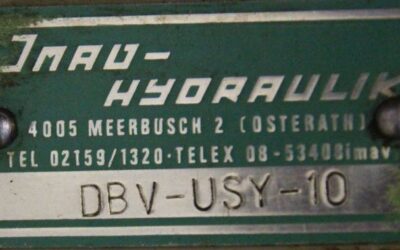 IMAV-
HYDRAULIK
4005 MEERBUSCH 2 (OSTERATH)
TEL 02159/1320·TELEX 08-53408imav
DBV-USY-10